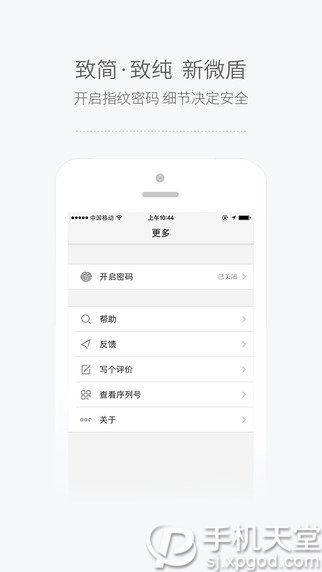 致简·致纯 新微盾
开启指纹密码 细节决定安全
中国移动 上午10:44
更多
开启密码 已关闭
帮助
反馈
写个评价
查看序列号
关于
手机天堂
sj.xpgod.com